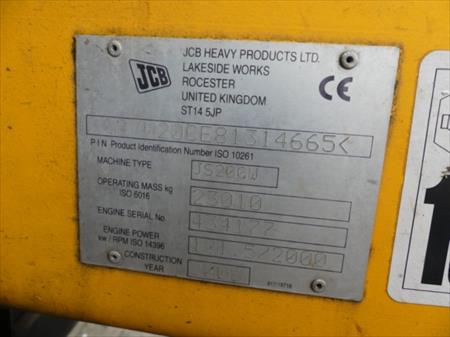 JCB
JCB HEAVY PRODUCTS LTD.
LAKESIDE WORKS
ROCESTER
UNITED KINGDOM
ST14 5JP
CE
PIN Product Identification Number ISO 10261
MACHINE TYPE
JS200W
OPERATING MASS kg
ISO 6016
23010
ENGINE SERIAL No.
434177
ENGINE POWER
kw / RPM ISO 14396
CONSTRUCTION
YEAR